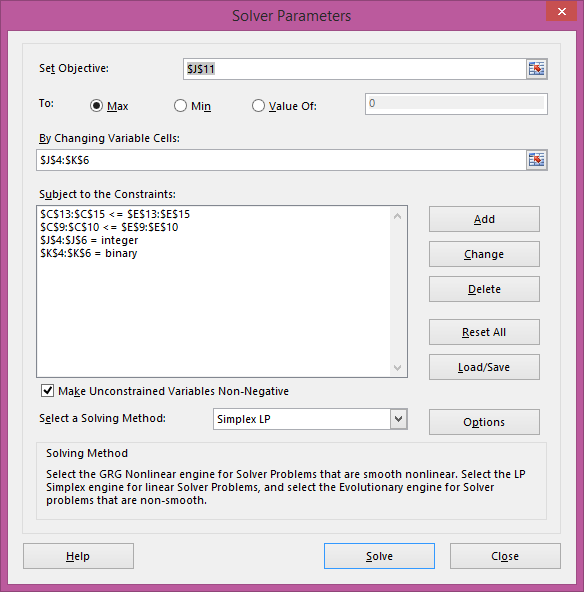 Solver Parameters
Set Objective: $J$11
To: Max Min Value Of: 0
By Changing Variable Cells:
$J$4:$K$6
Subject to the Constraints:
$C$13:$C$15 <= $E$13:$E$15
$C$9:$C$10 <= $E$9:$E$10
$J$4:$J$6 = integer
$K$4:$K$6 = binary
Add
Change
Delete
Reset All
Load/Save
Make Unconstrained Variables Non-Negative
Select a Solving Method: Simplex LP Options
Solving Method
Select the GRG Nonlinear engine for Solver Problems that are smooth nonlinear. Select the LP
Simplex engine for linear Solver Problems, and select the Evolutionary engine for Solver
problems that are non-smooth.
Help Solve Close